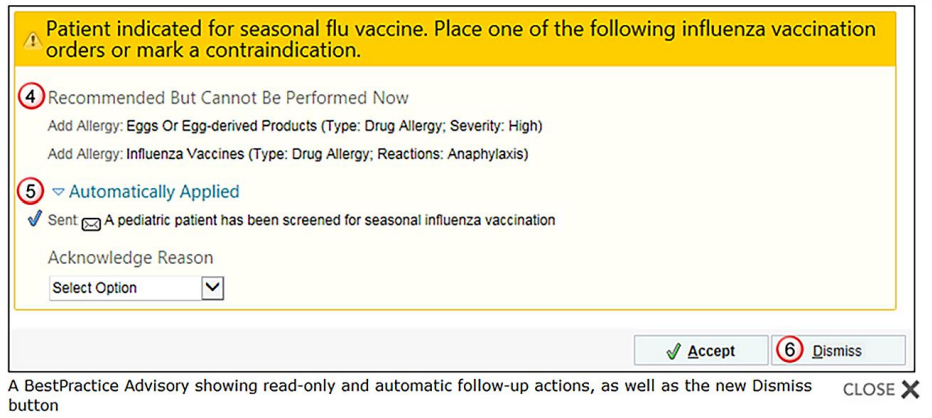 Patient indicated for seasonal flu vaccine. Place one of the following influenza vaccination
orders or mark a contraindication.
4 Recommended But Cannot Be Performed Now
Add Allergy: Eggs Or Egg-derived Products (Type: Drug Allergy; Severity: High)
Add Allergy: Influenza Vaccines (Type: Drug Allergy; Reactions: Anaphylaxis)
5 Automatically Applied
Sent: A pediatric patient has been screened for seasonal influenza vaccination
Acknowledge Reason
Select Option
Accept 6 Dismiss
A BestPractice Advisory showing read-only and automatic follow-up actions, as well as the new Dismiss
button
CLOSE X